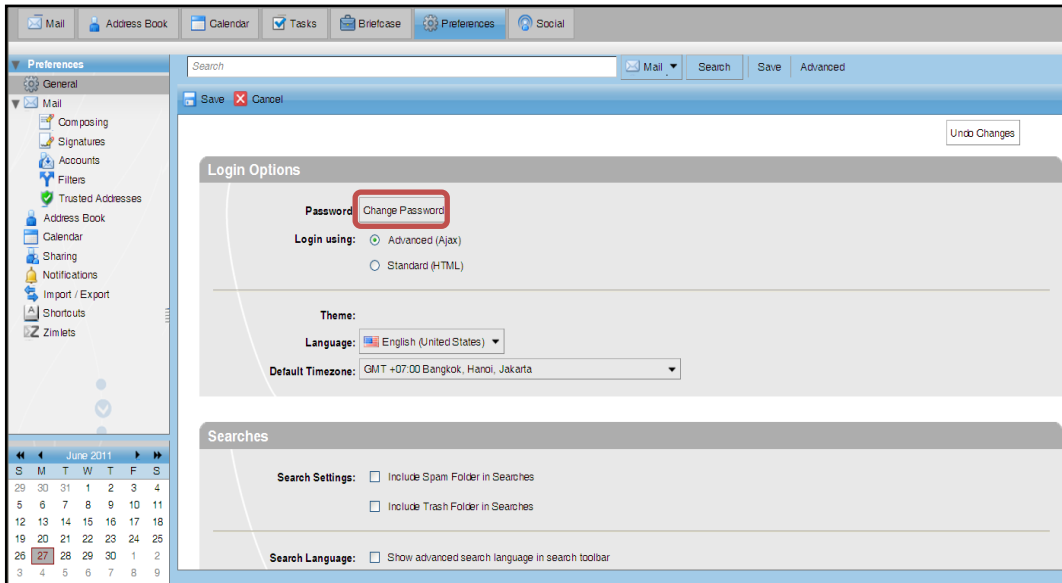 Mail Address Book Calendar Tasks Briefcase Preferences Social
Preferences
General
Mail
Composing
Signatures
Accounts
Filters
Trusted Addresses
Address Book
Calendar
Sharing
Notifications
Import / Export
Shortcuts
Zimlets
June 2011
S M T W T F S
29 30 31 1 2 3 4
5 6 7 8 9 10 11
12 13 14 15 16 17 18
19 20 21 22 23 24 25
26 27 28 29 30 1 2
3 4 5 6 7 8 9
Search Mail Search Save Advanced
Save Cancel
Undo Changes
Login Options
Password Change Password
Login using: Advanced (Ajax)
Standard (HTML)
Theme:
Language: English (United States)
Default Timezone: GMT +07:00 Bangkok, Hanoi, Jakarta
Searches
Search Settings: Include Spam Folder in Searches
Include Trash Folder in Searches
Search Language: Show advanced search language in search toolbar